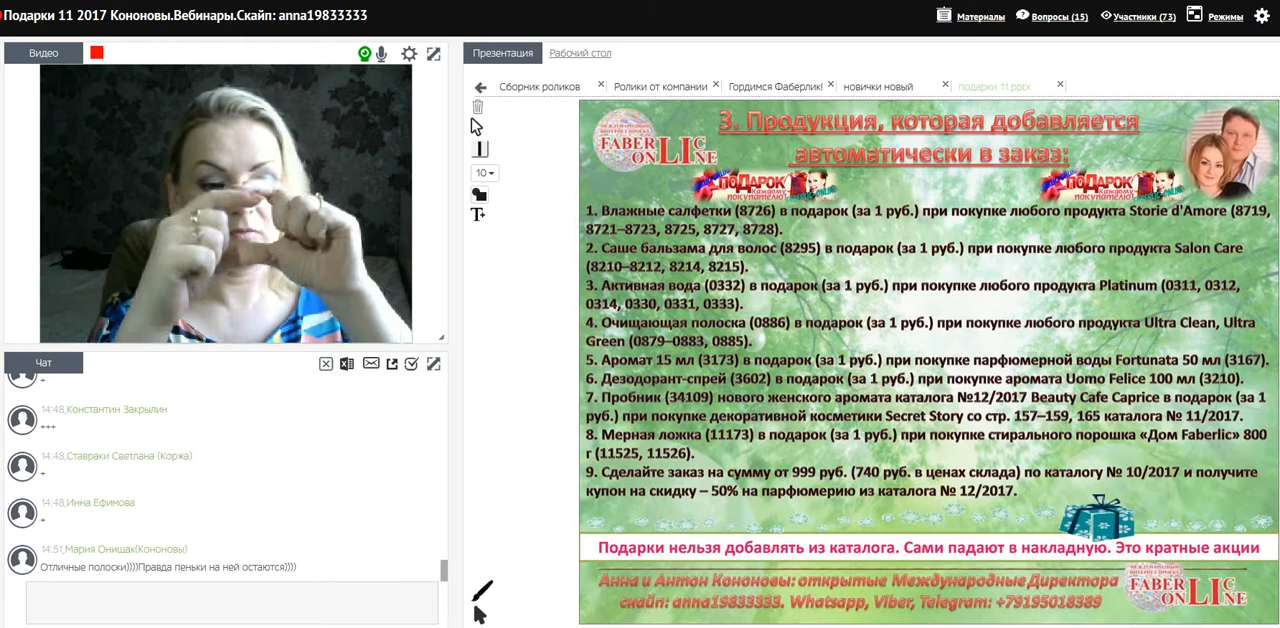 Подарки 11 2017 Кононовы.Вебинары.Скайп: anna19833333
Материалы
Вопросы (15)
Участники (73)
Режимы
Видео
Презентация
Рабочий стол
Сборник роликов
Ролики от компании
Гордимся Фаберлик!
новички новый
подарки 11.pptx
10
T+
3. Продукция, которая добавляется
автоматически в заказ:
FABERLIC
ONLINE
ПОДАРОК
каждому
покупателю
ПОДАРОК
каждому
покупателю
1. Влажные салфетки (8726) в подарок (за 1 руб.) при покупке любого продукта Storie d'Amore (8719,
8721–8723, 8725, 8727, 8728).
2. Саше бальзама для волос (8295) в подарок (за 1 руб.) при покупке любого продукта Salon Care
(8210–8212, 8214, 8215).
3. Активная вода (0332) в подарок (за 1 руб.) при покупке любого продукта Platinum (0311, 0312,
0314, 0330, 0331, 0333).
4. Очищающая полоска (0886) в подарок (за 1 руб.) при покупке любого продукта Ultra Clean, Ultra
Green (0879–0883, 0885).
5. Аромат 15 мл (3173) в подарок (за 1 руб.) при покупке парфюмерной воды Fortunata 50 мл (3167).
6. Дезодорант-спрей (3602) в подарок (за 1 руб.) при покупке аромата Uomo Felice 100 мл (3210).
7. Пробник (34109) нового женского аромата каталога №12/2017 Beauty Cafe Caprice в подарок (за 1
руб.) при покупке декоративной косметики Secret Story со стр. 157–159, 165 каталога № 11/2017.
8. Мерная ложка (11173) в подарок (за 1 руб.) при покупке стирального порошка «Дом Faberlic» 800
г (11525, 11526).
9. Сделайте заказ на сумму от 999 руб. (740 руб. в ценах склада) по каталогу № 10/2017 и получите
купон на скидку – 50% на парфюмерию из каталога № 12/2017.
Подарки нельзя добавлять из каталога. Сами падают в накладную. Это кратные акции
Анна и Антон Кононовы: открытые Международные Директора
скайп: anna19833333. Whatsapp, Viber, Telegram: +79195018389
FABERLIC
ONLINE
Чат
+
14:48,Константин Закрылин
+++
14:48,Ставраки Светлана (Коржа)
+
14:48,Инна Ефимова
+
14:51,Мария Онищак(Кононовы)
Отличные полоски))))Правда пеньки на ней остаются))))